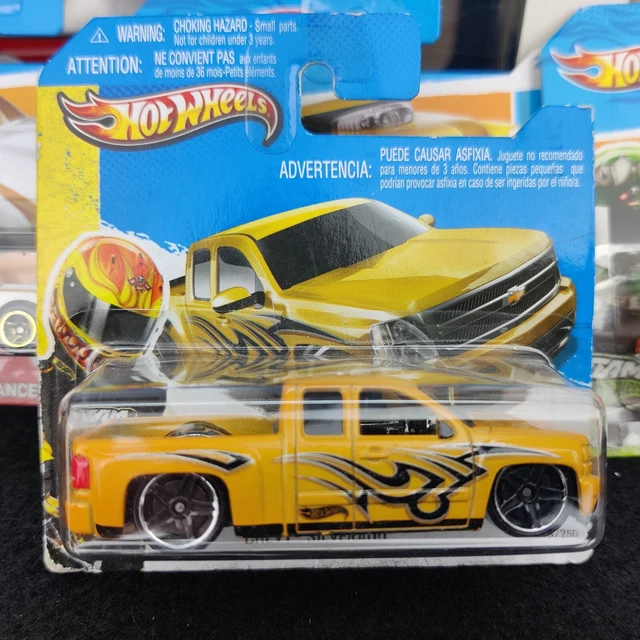 WARNING: CHOKING HAZARD - Small parts.
Not for children under 3 years.
ATTENTION: NE CONVIENT PAS aux enfants
de moins de 36 mois-Petits éléments.
HOT WHEELS
ADVERTENCIA: PUEDE CAUSAR ASFIXIA. Juguete no recomendado
para menores de 3 años. Contiene piezas pequeñas que
podrían provocar asfixia en caso de ser ingeridas por el niño/a.